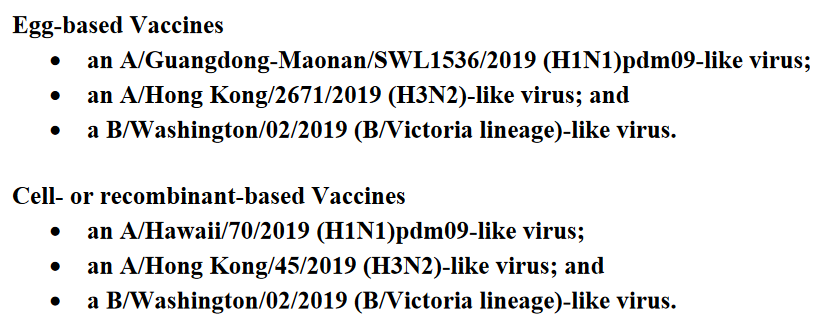 Egg-based Vaccines
• an A/Guangdong-Maonan/SWL1536/2019 (H1N1)pdm09-like virus;
• an A/Hong Kong/2671/2019 (H3N2)-like virus; and
• a B/Washington/02/2019 (B/Victoria lineage)-like virus.
Cell- or recombinant-based Vaccines
• an A/Hawaii/70/2019 (H1N1)pdm09-like virus;
• an A/Hong Kong/45/2019 (H3N2)-like virus; and
• a B/Washington/02/2019 (B/Victoria lineage)-like virus.